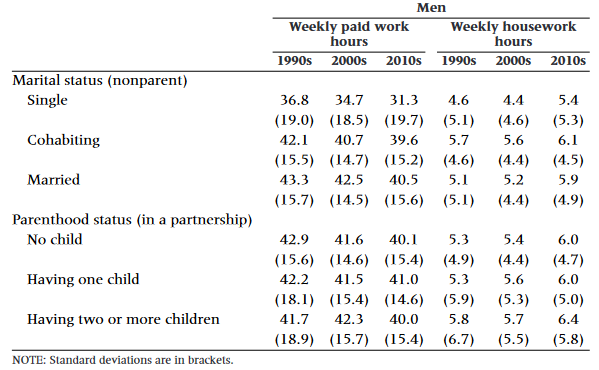 Men
Weekly paid work hours Weekly housework hours
1990s 2000s 2010s 1990s 2000s 2010s
Marital status (nonparent)
Single 36.8 34.7 31.3 4.6 4.4 5.4
(19.0) (18.5) (19.7) (5.1) (4.6) (5.3)
Cohabiting 42.1 40.7 39.6 5.7 5.6 6.1
(15.5) (14.7) (15.2) (4.6) (4.4) (4.5)
Married 43.3 42.5 40.5 5.1 5.2 5.9
(15.7) (14.5) (15.6) (5.1) (4.4) (4.9)
Parenthood status (in a partnership)
No child 42.9 41.6 40.1 5.3 5.4 6.0
(15.6) (14.6) (15.4) (4.9) (4.4) (4.7)
Having one child 42.2 41.5 41.0 5.3 5.6 6.0
(18.1) (15.4) (14.6) (5.9) (5.3) (5.0)
Having two or more children 41.7 42.3 40.0 5.8 5.7 6.4
(18.9) (15.7) (15.4) (6.7) (5.5) (5.8)
NOTE: Standard deviations are in brackets.